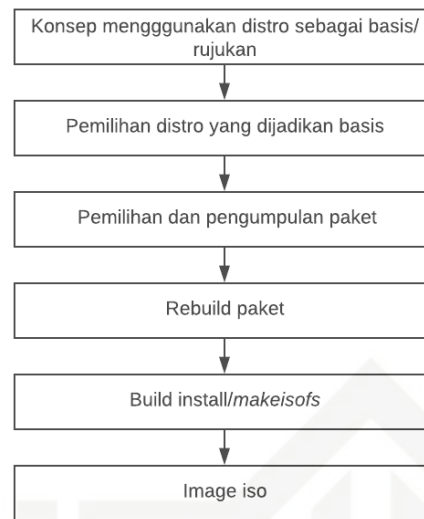 Konsep mengggunakan distro sebagai basis/
rujukan
Pemilihan distro yang dijadikan basis
Pemilihan dan pengumpulan paket
Rebuild paket
Build install/makeisofs
Image iso